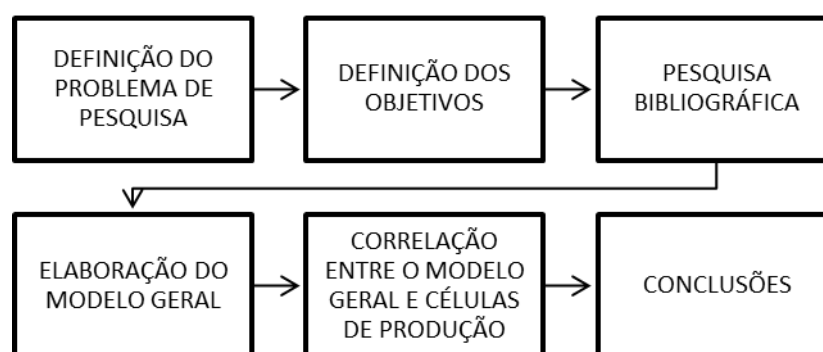 DEFINIÇÃO DO
PROBLEMA DE
PESQUISA
DEFINIÇÃO DOS
OBJETIVOS
PESQUISA
BIBLIOGRÁFICA
ELABORAÇÃO DO
MODELO GERAL
CORRELAÇÃO
ENTRE O MODELO
GERAL E CÉLULAS
DE PRODUÇÃO
CONCLUSÕES